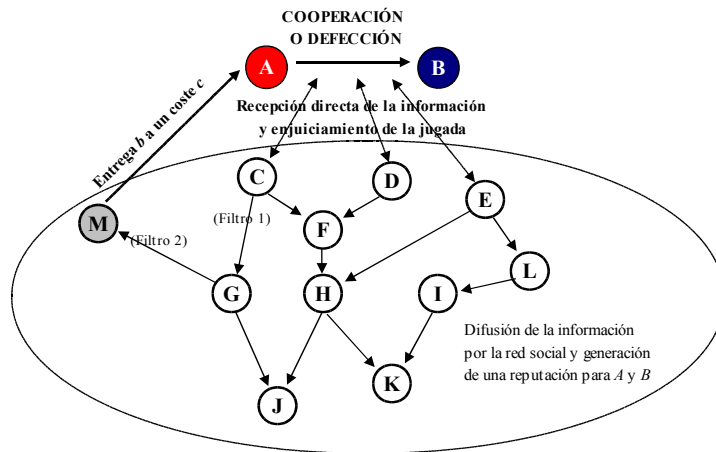 COOPERACIÓN
O DEFECCIÓN
A
B
Entrega b a un coste c
Recepción directa de la información
y enjuiciamiento de la jugada
C
D
E
M
(Filtro 1)
(Filtro 2)
F
G
H
I
L
Difusión de la información
por la red social y generación
de una reputación para A y B
K
J